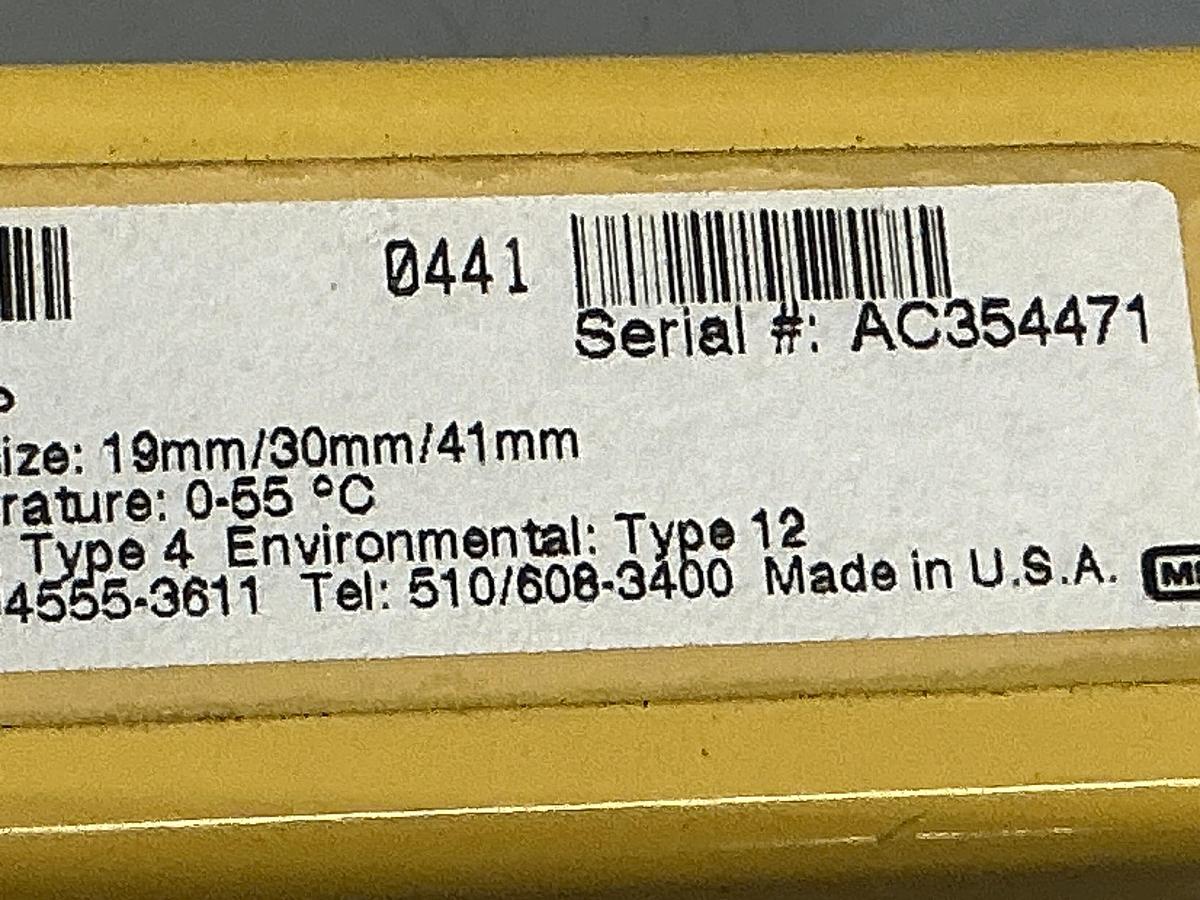 0441
Serial #: AC354471
ize: 19mm/30mm/41mm
rature: 0-55 °C
Type 4 Environmental: Type 12
4555-3611 Tel: 510/608-3400 Made in U.S.A.